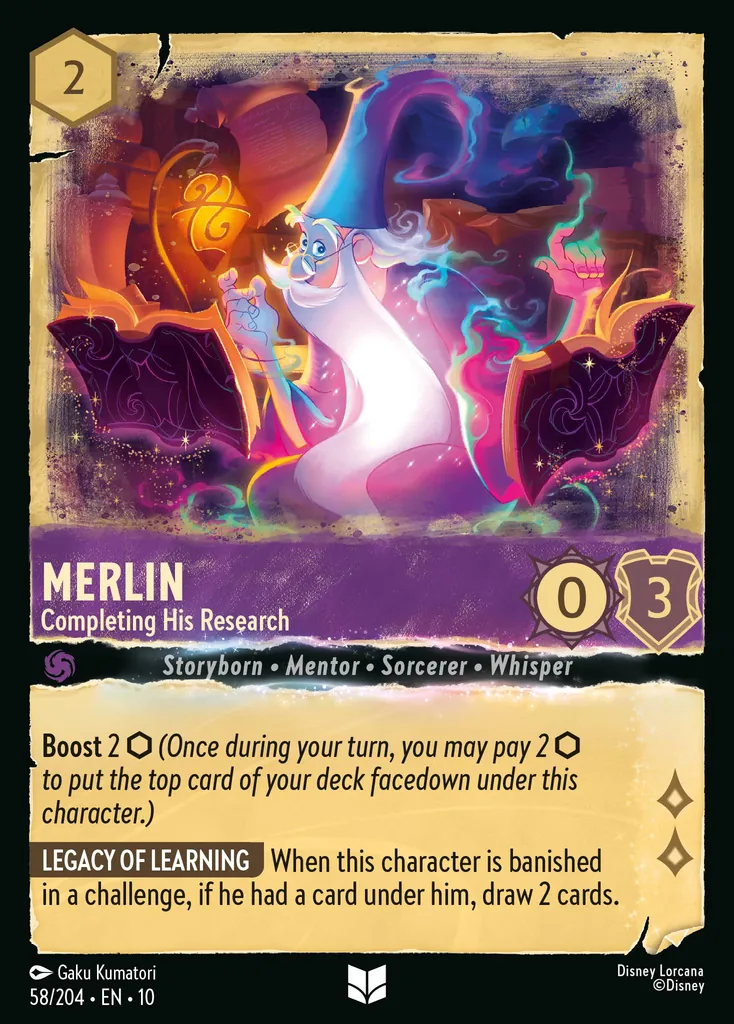 2
MERLIN
Completing His Research
0
3
Storyborn • Mentor • Sorcerer • Whisper
Boost 2 ⬡ (Once during your turn, you may pay 2 ⬡
to put the top card of your deck facedown under this
character.)
LEGACY OF LEARNING When this character is banished
in a challenge, if he had a card under him, draw 2 cards.
Gaku Kumatori
58/204 • EN • 10
Disney Lorcana
©Disney